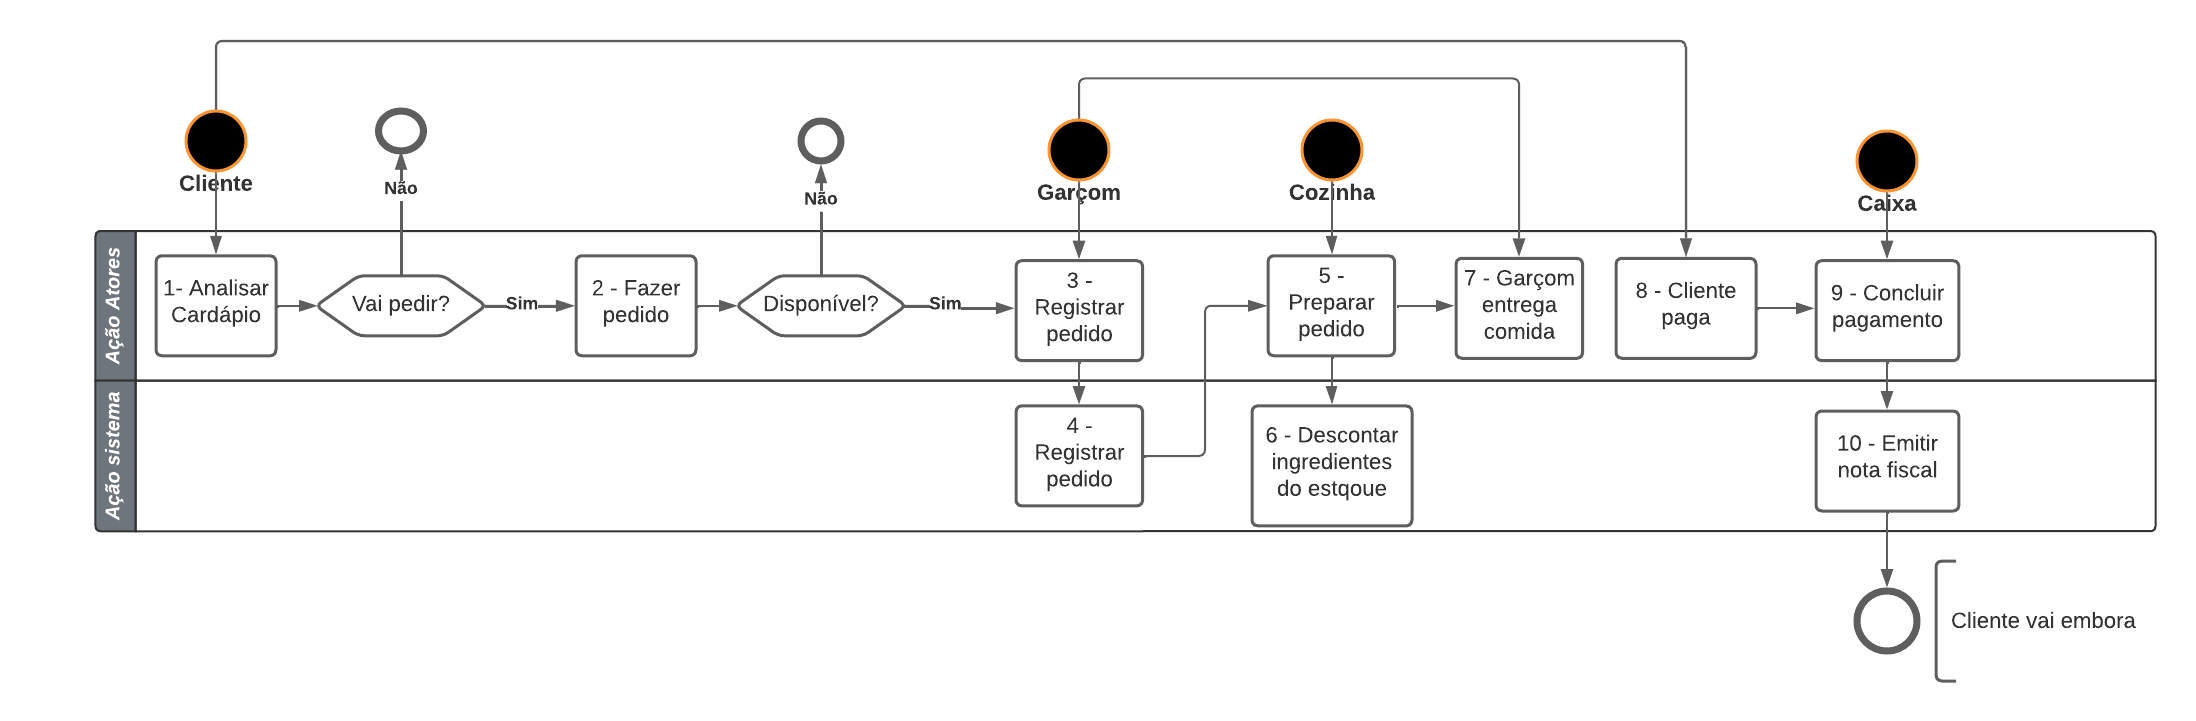 Cliente
Não
Não
Garçom
Cozinha
Caixa
Ação Atores
1- Analisar
Cardápio
Vai pedir?
Sim
2 - Fazer
pedido
Disponível?
Sim
3 -
Registrar
pedido
5 -
Preparar
pedido
7 - Garçom
entrega
comida
8 - Cliente
paga
9 - Concluir
pagamento
Ação sistema
4 -
Registrar
pedido
6 - Descontar
ingredientes
do estqoue
10 - Emitir
nota fiscal
Cliente vai embora